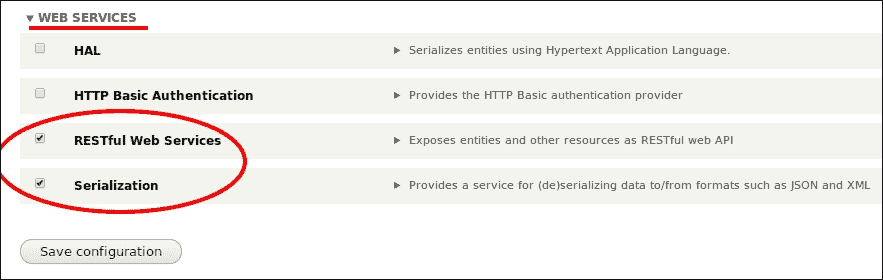 WEB SERVICES
HAL Serializes entities using Hypertext Application Language.
HTTP Basic Authentication Provides the HTTP Basic authentication provider
RESTful Web Services Exposes entities and other resources as RESTful web API
Serialization Provides a service for (de)serializing data to/from formats such as JSON and XML
Save configuration